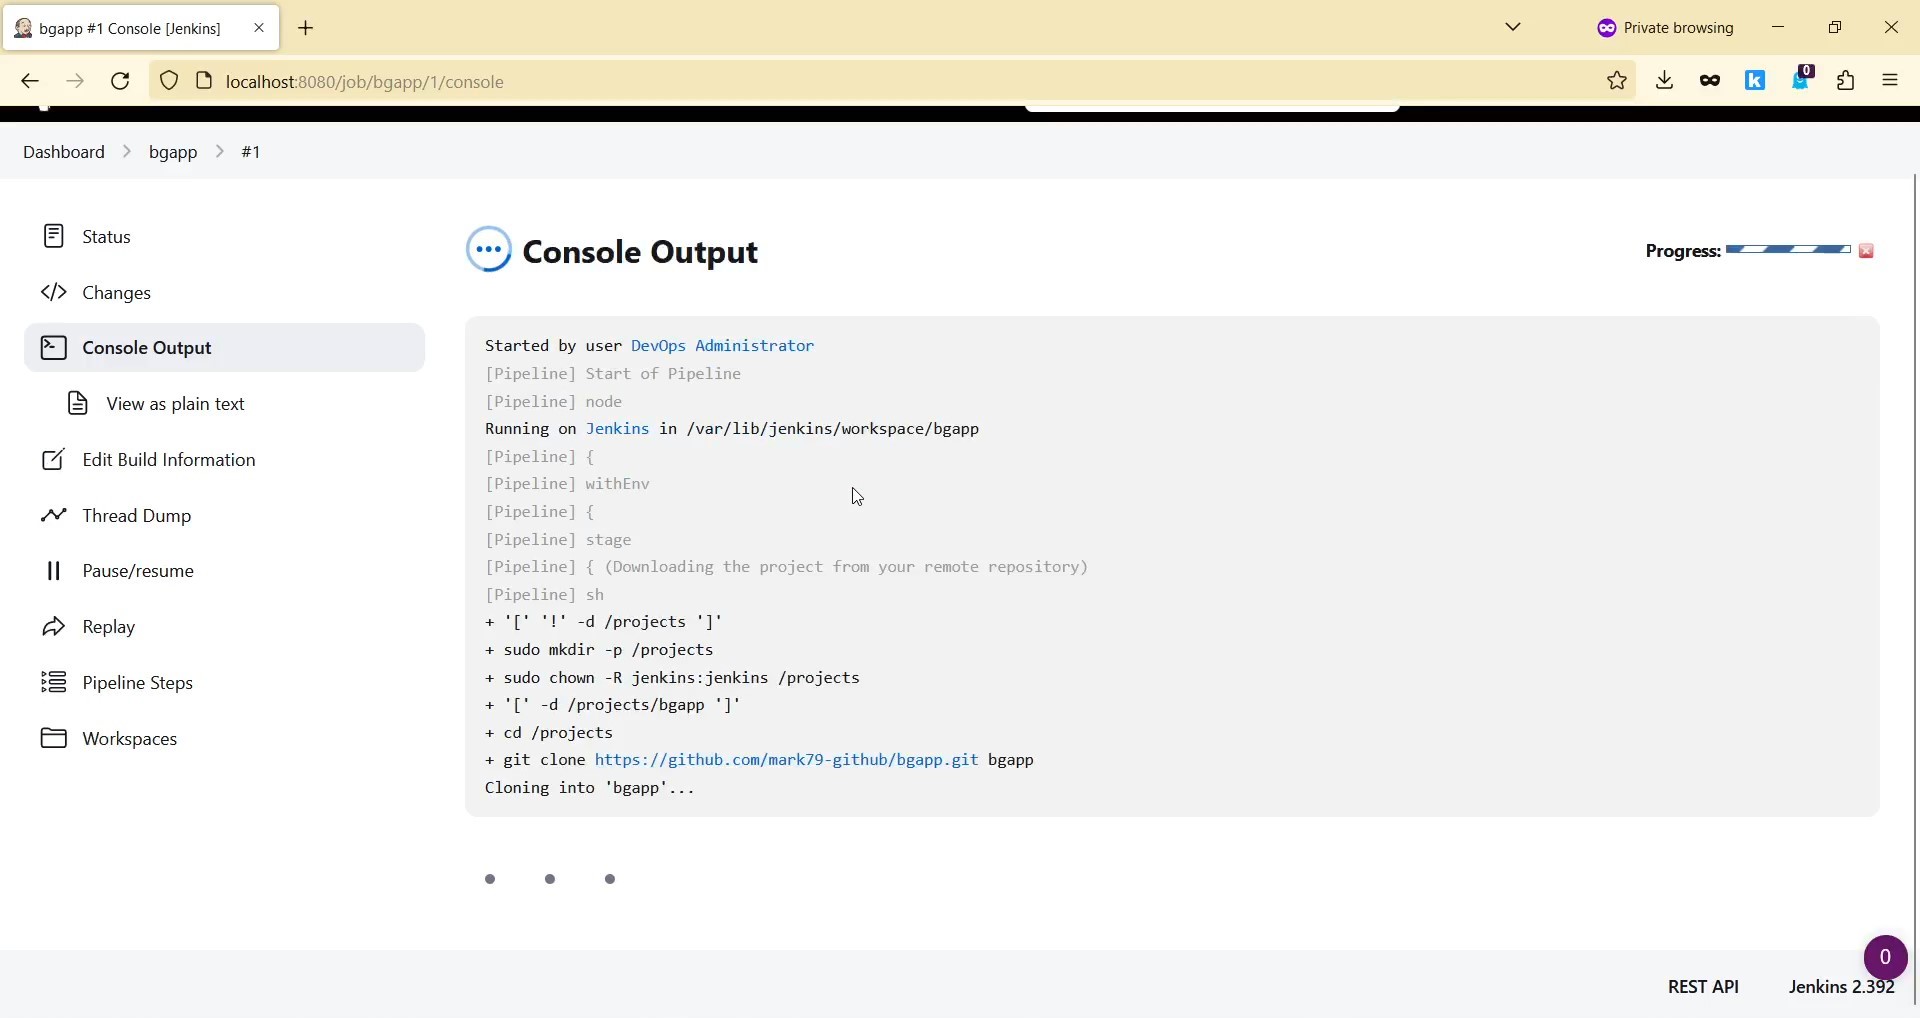 bgapp #1 Console [Jenkins]
Private browsing
localhost:8080/job/bgapp/1/console
k
0
Dashboard
bgapp
#1
Status
Changes
Console Output
View as plain text
Edit Build Information
Thread Dump
Pause/resume
Replay
Pipeline Steps
Workspaces
Console Output
Progress:
Started by user DevOps Administrator
[Pipeline] Start of Pipeline
[Pipeline] node
Running on Jenkins in /var/lib/jenkins/workspace/bgapp
[Pipeline] {
[Pipeline] withEnv
[Pipeline] {
[Pipeline] stage
[Pipeline] { (Downloading the project from your remote repository)
[Pipeline] sh
+ '[' '!' -d /projects ']'
+ sudo mkdir -p /projects
+ sudo chown -R jenkins:jenkins /projects
+ '[' -d /projects/bgapp ']'
+ cd /projects
+ git clone https://github.com/mark79-github/bgapp.git bgapp
Cloning into 'bgapp'...
0
REST API
Jenkins 2.392